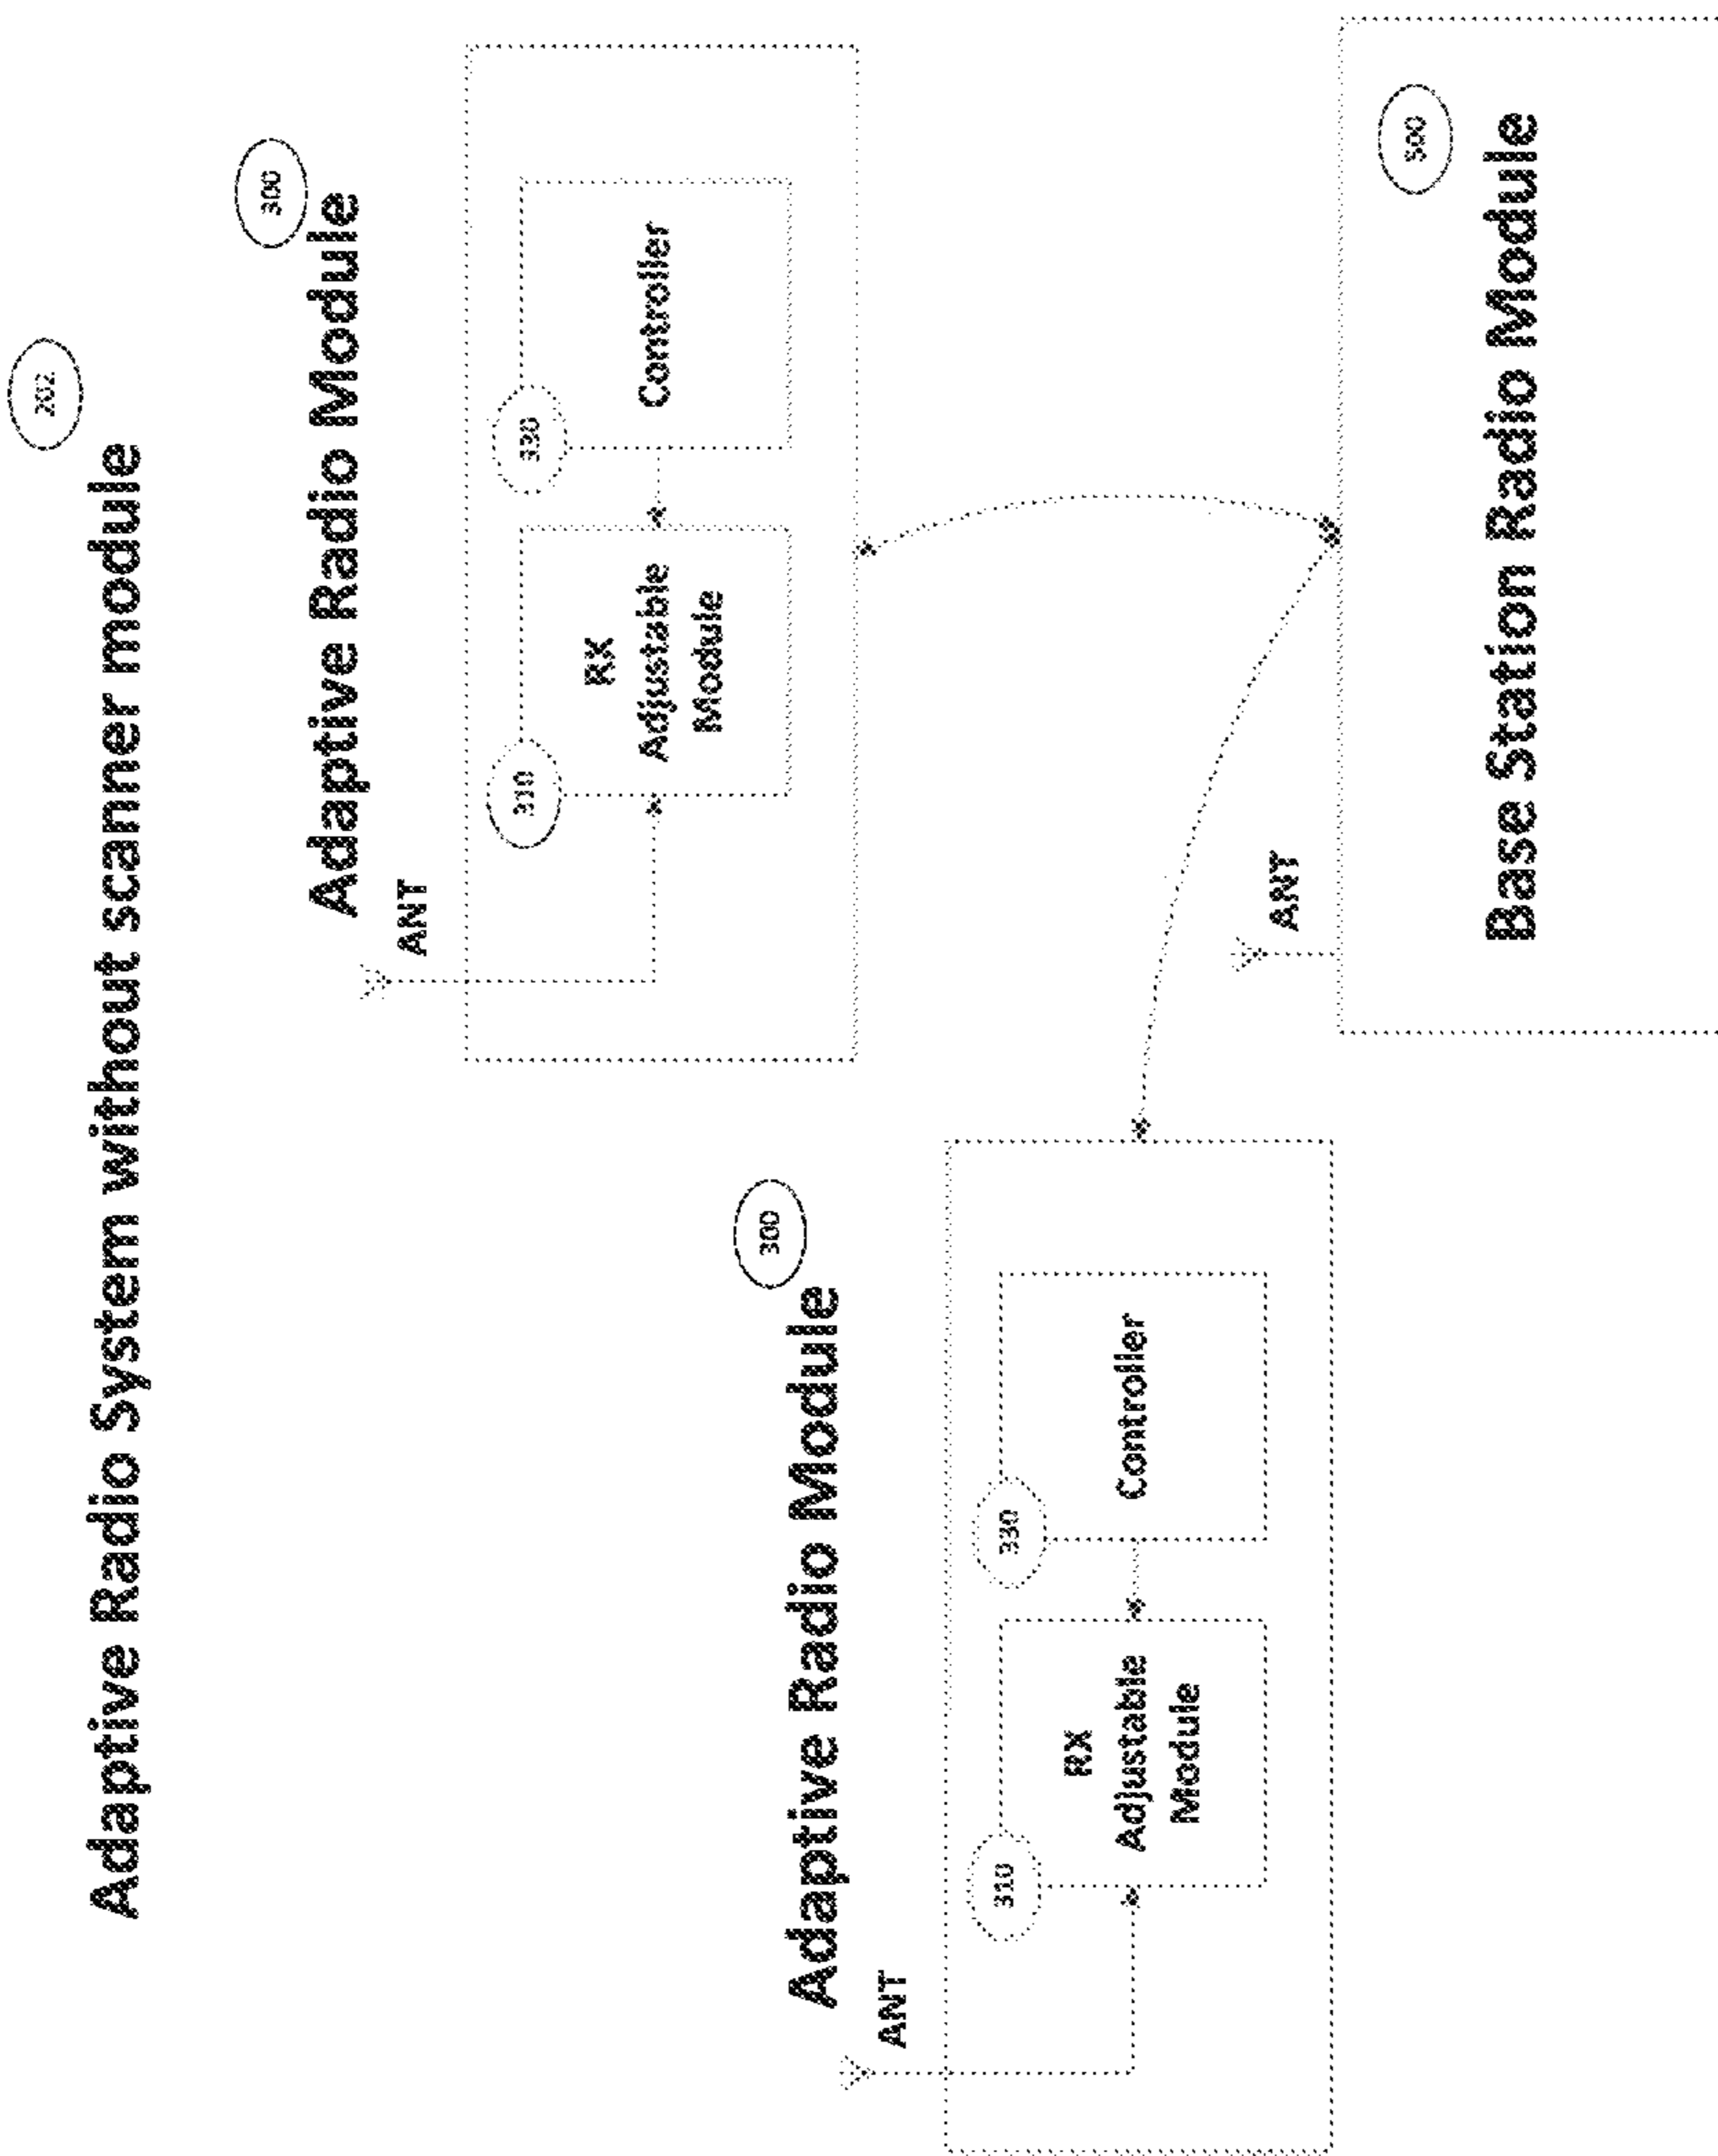 202
Adaptive Radio System without scanner module
300
Adaptive Radio Module
ANT
310
RX
Adjustable
Module
330
Controller
300
Adaptive Radio Module
ANT
310
RX
Adjustable
Module
330
Controller
ANT
500
Base Station Radio Module